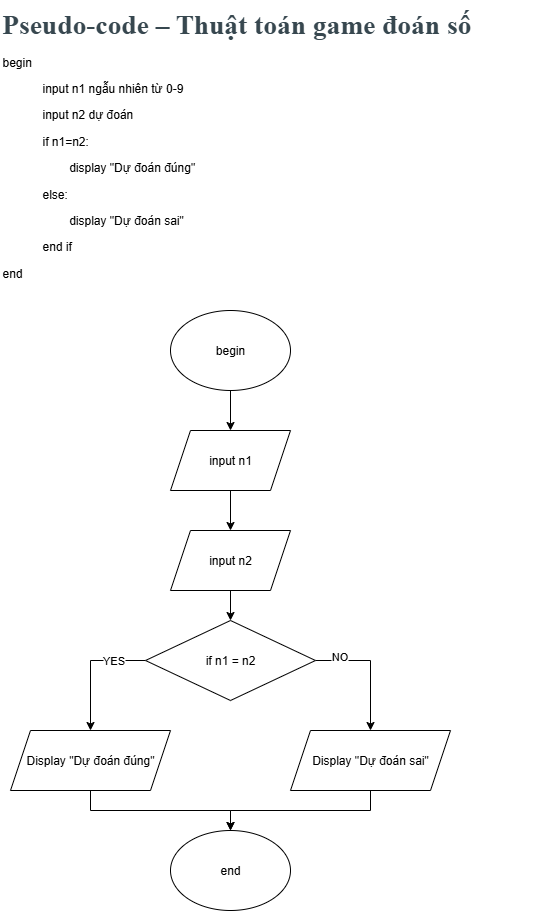 Pseudo-code – Thuật toán game đoán số
begin
input n1 ngẫu nhiên từ 0-9
input n2 dự đoán
if n1=n2:
display "Dự đoán đúng"
else:
display "Dự đoán sai"
end if
end
begin
input n1
input n2
if n1 = n2
YES
NO
Display "Dự đoán đúng"
Display "Dự đoán sai"
end